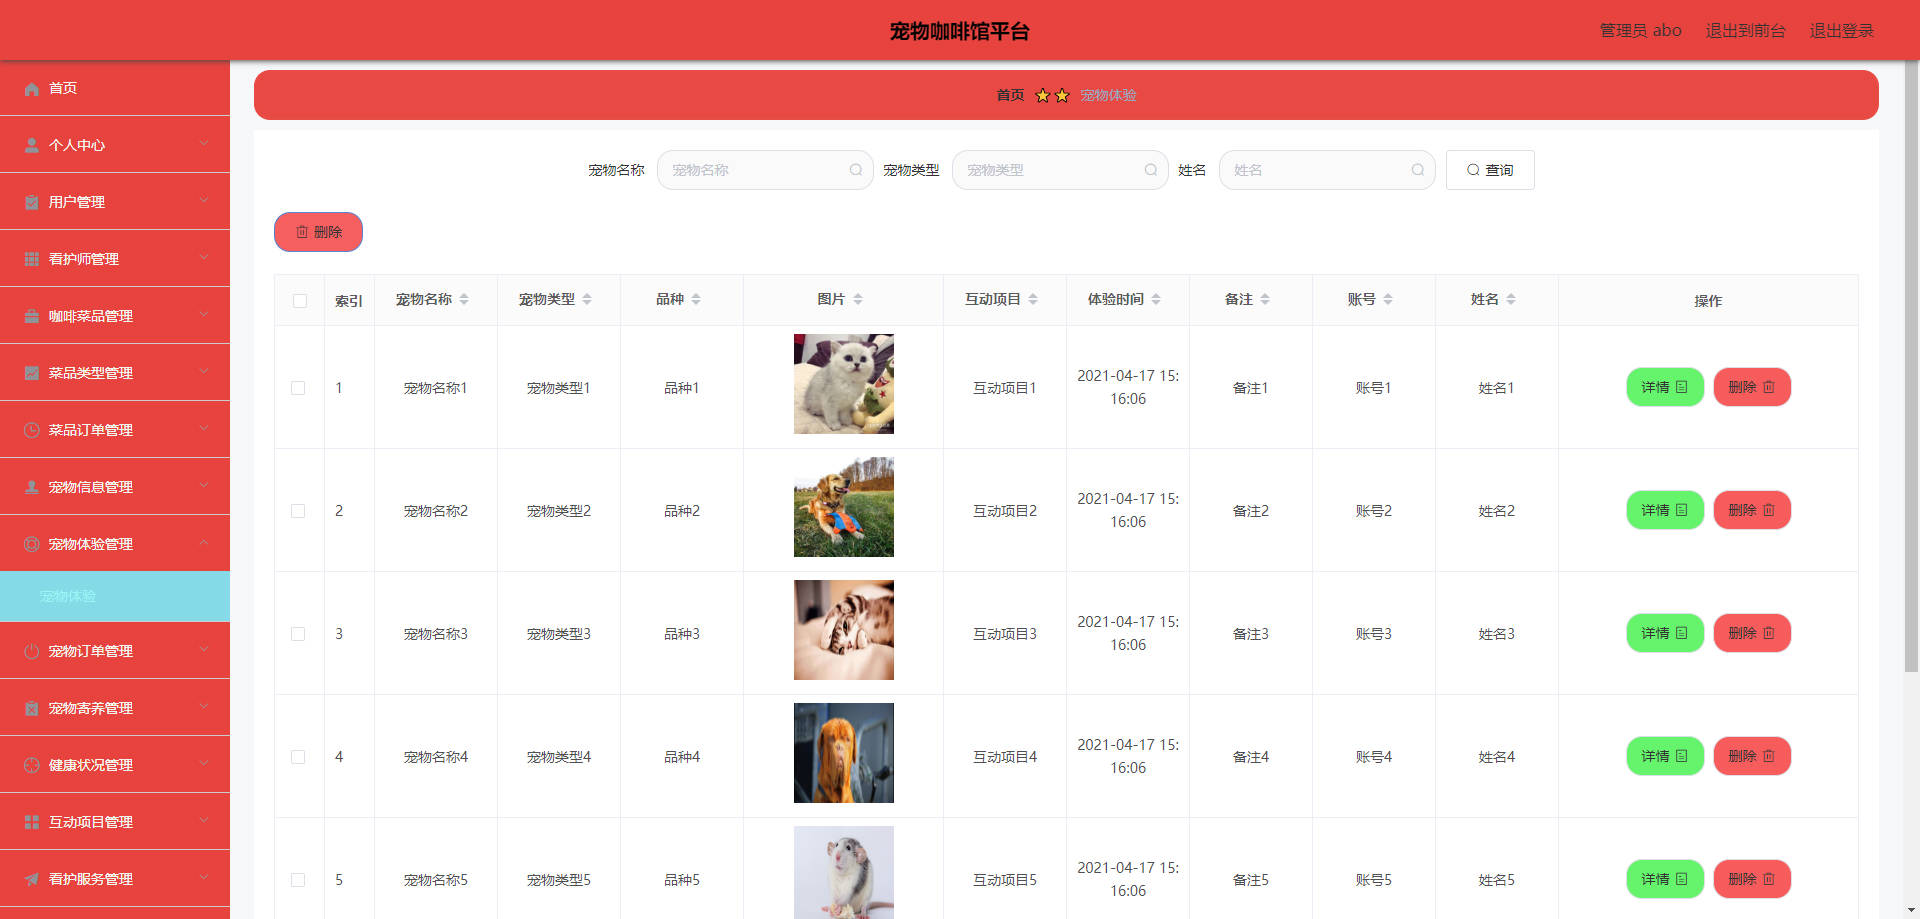 宠物咖啡馆平台
管理员 abo 退出到前台 退出登录
首页
个人中心
用户管理
看护师管理
咖啡菜品管理
菜品类型管理
菜品订单管理
宠物信息管理
宠物体验管理
宠物体验
宠物订单管理
宠物寄养管理
健康状况管理
互动项目管理
看护服务管理
首页 宠物体验
宠物名称 宠物名称 宠物类型 宠物类型 姓名 姓名 查询
删除
索引 宠物名称 宠物类型 品种 图片 互动项目 体验时间 备注 账号 姓名 操作
1 宠物名称1 宠物类型1 品种1 互动项目1 2021-04-17 15:16:06 备注1 账号1 姓名1 详情 删除
2 宠物名称2 宠物类型2 品种2 互动项目2 2021-04-17 15:16:06 备注2 账号2 姓名2 详情 删除
3 宠物名称3 宠物类型3 品种3 互动项目3 2021-04-17 15:16:06 备注3 账号3 姓名3 详情 删除
4 宠物名称4 宠物类型4 品种4 互动项目4 2021-04-17 15:16:06 备注4 账号4 姓名4 详情 删除
5 宠物名称5 宠物类型5 品种5 互动项目5 2021-04-17 15:16:06 备注5 账号5 姓名5 详情 删除